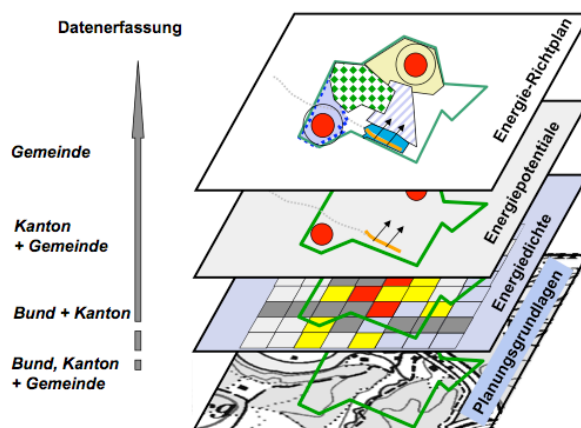 Datenerfassung
Gemeinde
Kanton
+ Gemeinde
Bund + Kanton
Bund, Kanton
+ Gemeinde
Energie-Richtplan
Energiepotentiale
Energiedichte
Planungsgrundlagen